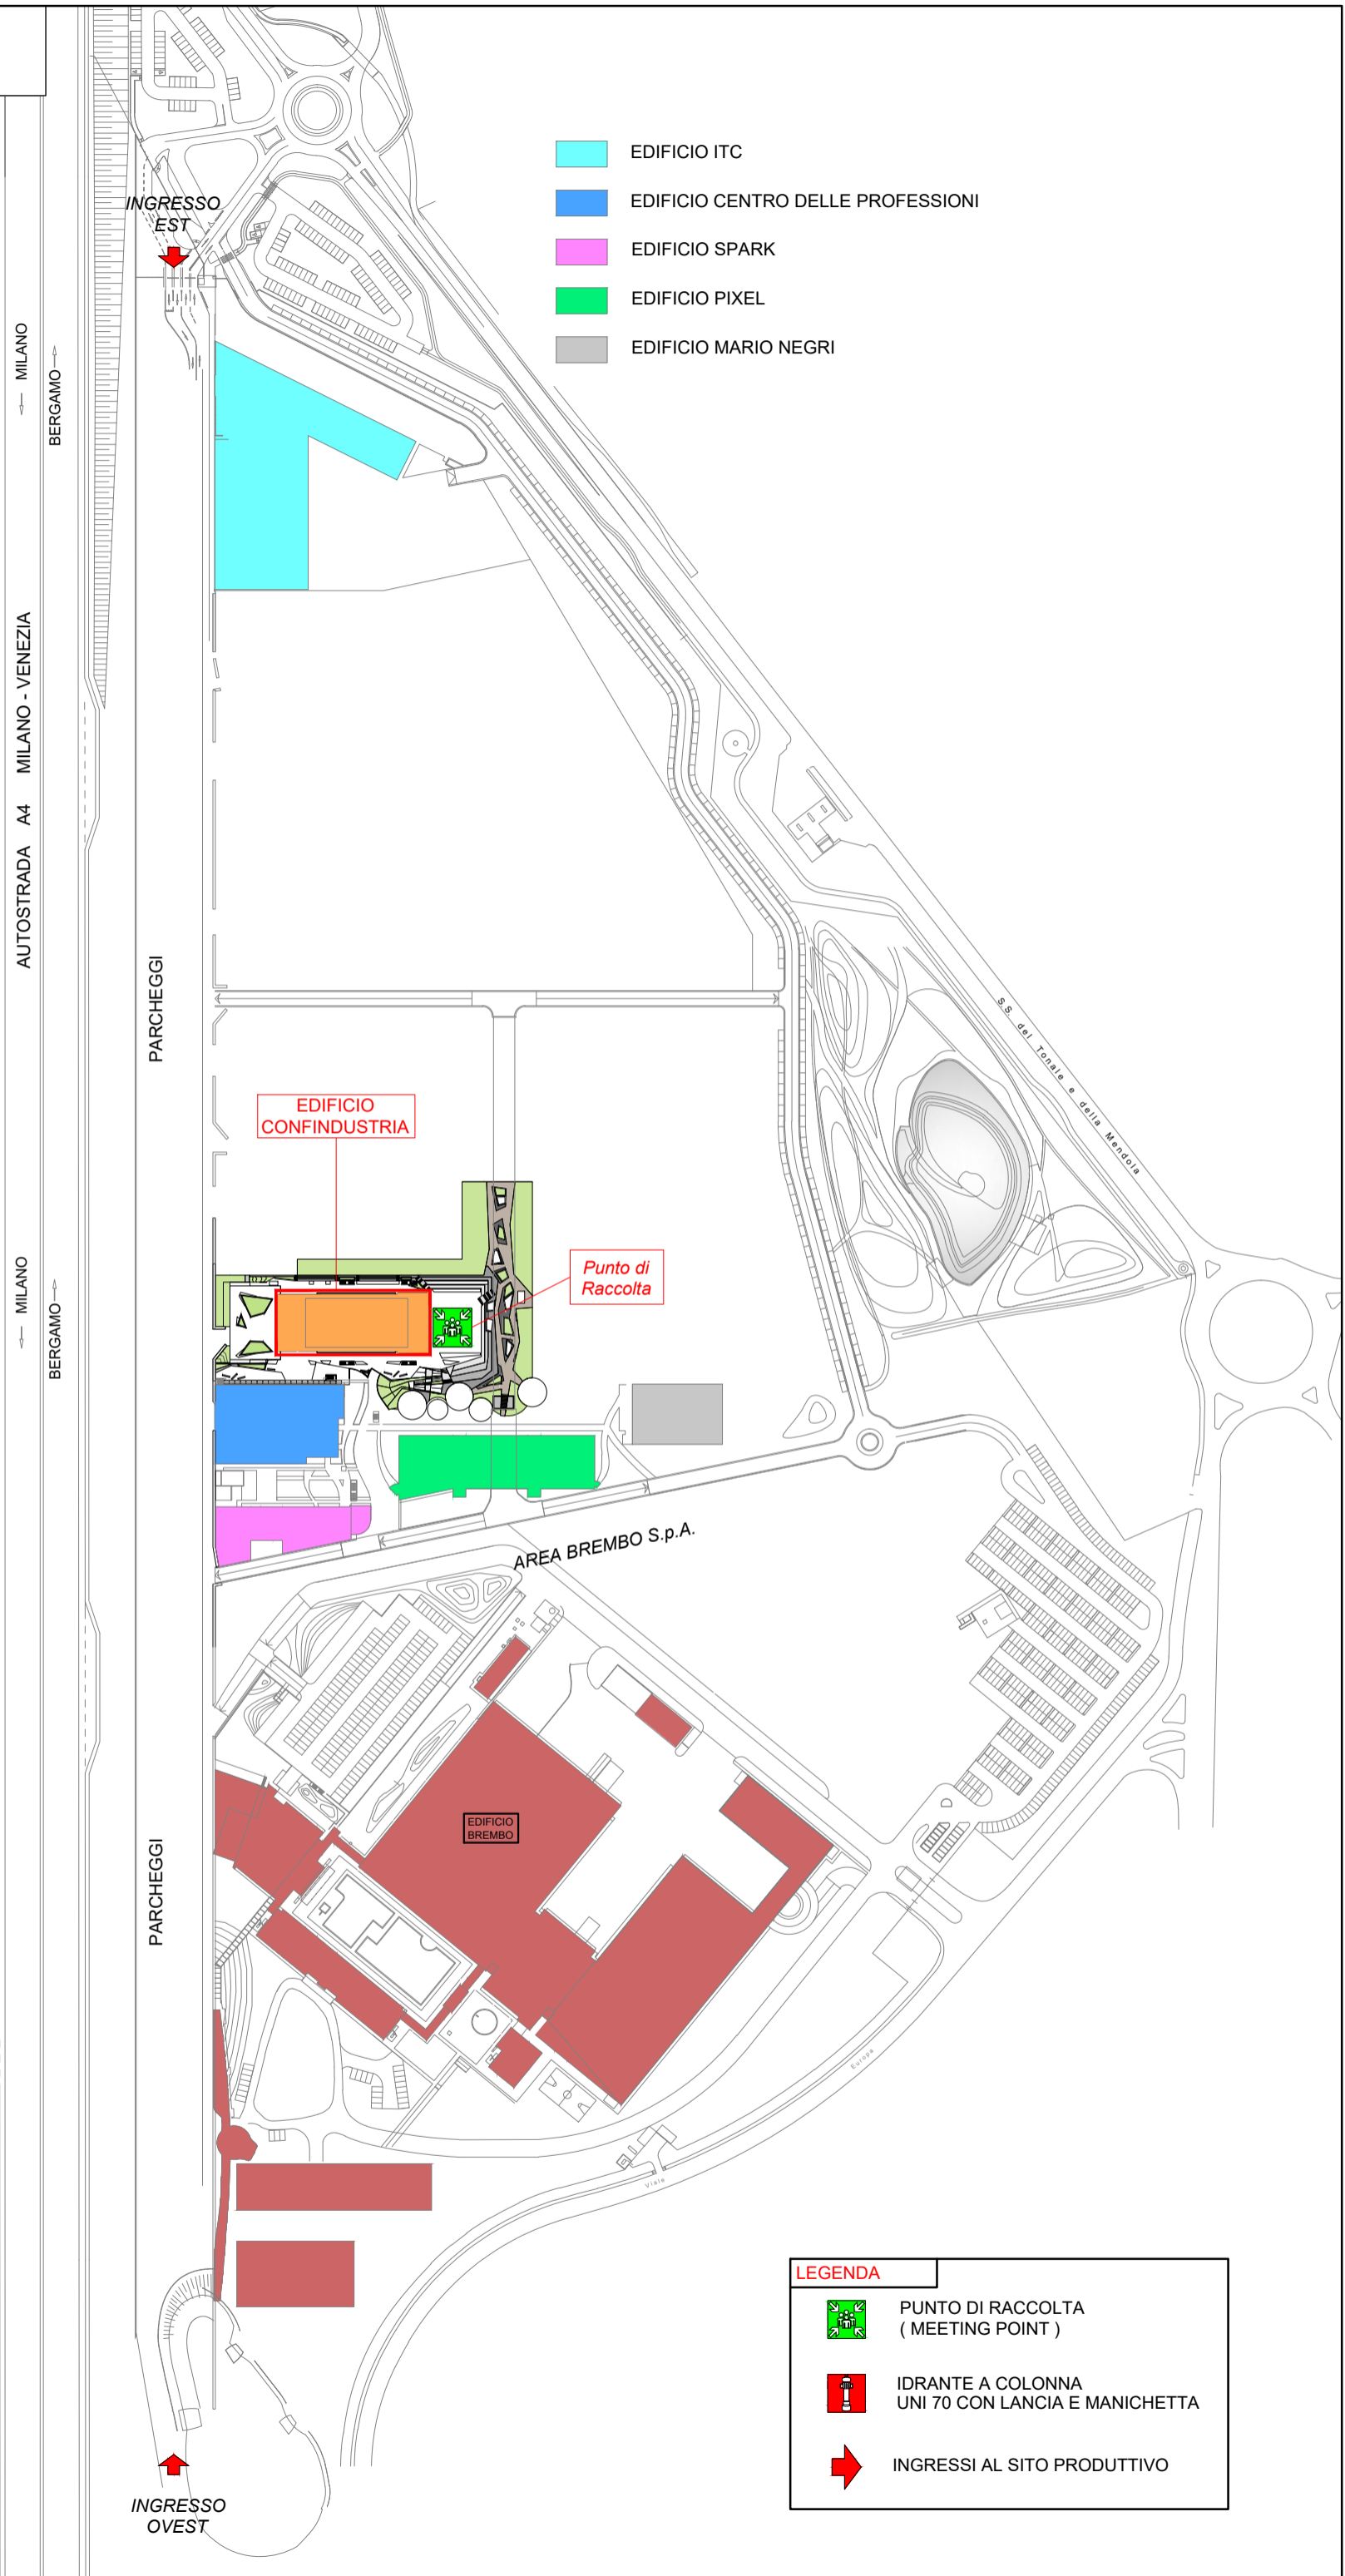 EDIFICIO ITC
EDIFICIO CENTRO DELLE PROFESSIONI
EDIFICIO SPARK
EDIFICIO PIXEL
EDIFICIO MARIO NEGRI
INGRESSO
EST
← MILANO
BERGAMO →
AUTOSTRADA A4 MILANO - VENEZIA
PARCHEGGI
S.S. del Tonale e della Mendola
EDIFICIO
CONFINDUSTRIA
Punto di
Raccolta
← MILANO
BERGAMO →
AREA BREMBO S.p.A.
EDIFICIO
BREMBO
PARCHEGGI
Viale Europa
LEGENDA
PUNTO DI RACCOLTA
( MEETING POINT )
IDRANTE A COLONNA
UNI 70 CON LANCIA E MANICHETTA
INGRESSI AL SITO PRODUTTIVO
INGRESSO
OVEST